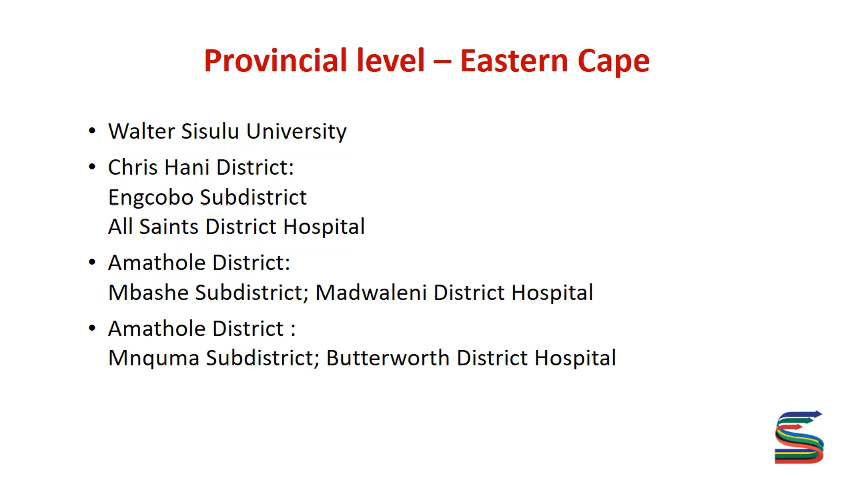 Provincial level – Eastern Cape
• Walter Sisulu University
• Chris Hani District:
Engcobo Subdistrict
All Saints District Hospital
• Amathole District:
Mbashe Subdistrict; Madwaleni District Hospital
• Amathole District :
Mnquma Subdistrict; Butterworth District Hospital